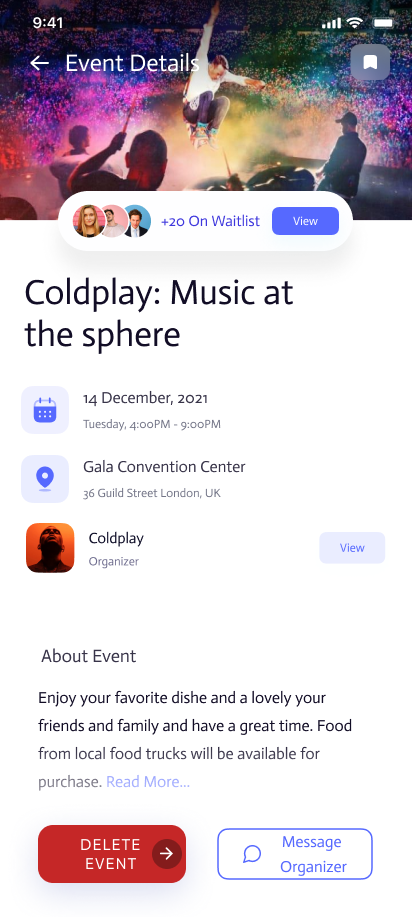 9:41
Event Details
+20 On Waitlist
View
Coldplay: Music at
the sphere
14 December, 2021
Tuesday, 4:00PM - 9:00PM
Gala Convention Center
36 Guild Street London, UK
Coldplay
Organizer
View
About Event
Enjoy your favorite dishe and a lovely your
friends and family and have a great time. Food
from local food trucks will be available for
purchase. Read More...
DELETE
EVENT
Message
Organizer